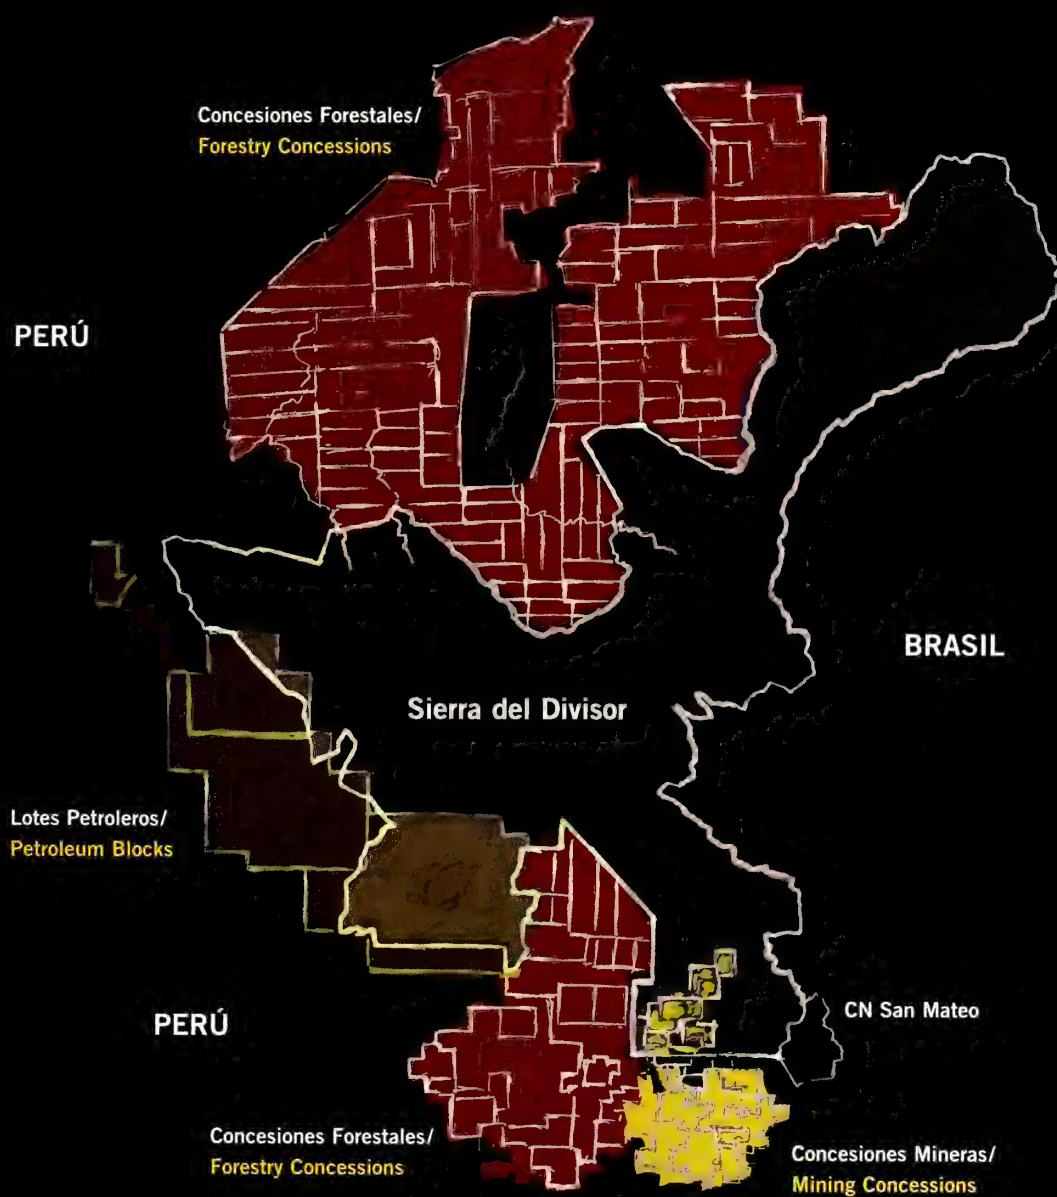 Concesiones Forestales/
Forestry Concessions
PERÚ
BRASIL
Sierra del Divisor
Lotes Petroleros/
Petroleum Blocks
CN San Mateo
PERÚ
Concesiones Forestales/
Forestry Concessions
Concesiones Mineras/
Mining Concessions